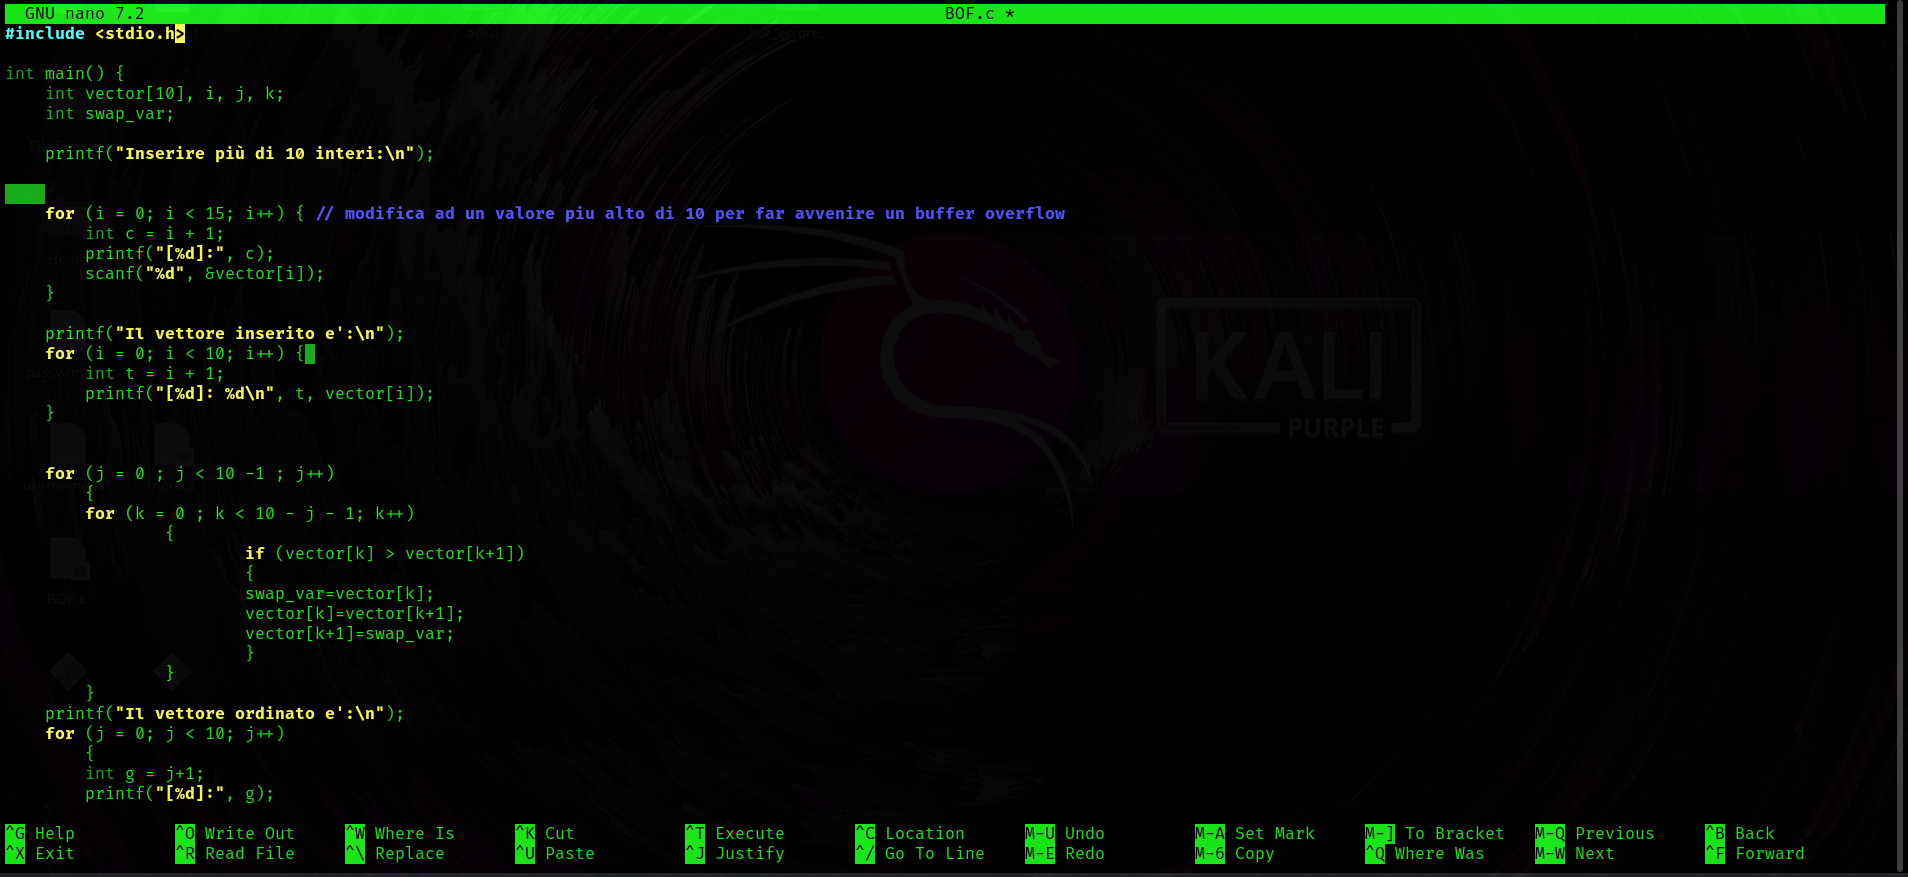 GNU nano 7.2 BOF.c *
#include <stdio.h>
int main() {
    int vector[10], i, j, k;
    int swap_var;
    printf("Inserire più di 10 interi:\n");
    for (i = 0; i < 15; i++) { // modifica ad un valore piu alto di 10 per far avvenire un buffer overflow
        int c = i + 1;
        printf("[%d]:", c);
        scanf("%d", &vector[i]);
    }
    printf("Il vettore inserito e':\n");
    for (i = 0; i < 10; i++) {
        int t = i + 1;
        printf("[%d]: %d\n", t, vector[i]);
    }
    for (j = 0 ; j < 10 -1 ; j++)
        {
        for (k = 0 ; k < 10 - j - 1; k++)
                {
                        if (vector[k] > vector[k+1])
                        {
                        swap_var=vector[k];
                        vector[k]=vector[k+1];
                        vector[k+1]=swap_var;
                        }
                }
        }
    printf("Il vettore ordinato e':\n");
    for (j = 0; j < 10; j++)
        {
        int g = j+1;
        printf("[%d]:", g);
^G Help ^O Write Out ^W Where Is ^K Cut ^T Execute ^C Location M-U Undo M-A Set Mark M-] To Bracket M-Q Previous ^B Back
^X Exit ^R Read File ^\ Replace ^U Paste ^J Justify ^/ Go To Line M-E Redo M-6 Copy ^Q Where Was M-W Next ^F Forward
KALI
PURPLE
Home
BOF.c